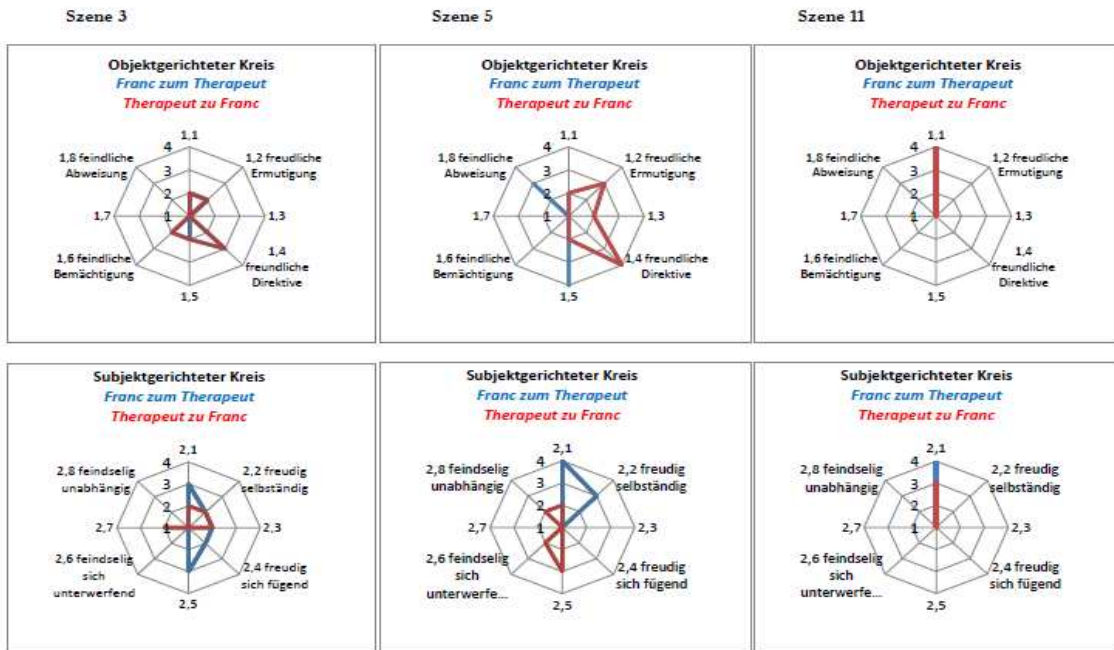 Szene 3
Szene 5
Szene 11
Objektgerichteter Kreis
Franc zum Therapeut
Therapeut zu Franc
1,1
4
3
2
1
1,2 freudliche
Ermutigung
1,3
1,4
freundliche
Direktive
1,5
1,6 feindliche
Bemächtigung
1,7
1,8 feindliche
Abweisung
Objektgerichteter Kreis
Franc zum Therapeut
Therapeut zu Franc
1,1
4
3
2
1
1,2 freudliche
Ermutigung
1,3
1,4 freundliche
Direktive
1,5
1,6 feindliche
Bemächtigung
1,7
1,8 feindliche
Abweisung
Objektgerichteter Kreis
Franc zum Therapeut
Therapeut zu Franc
1,1
4
3
2
1
1,2 freudliche
Ermutigung
1,3
1,4
freundliche
Direktive
1,5
1,6 feindliche
Bemächtigung
1,7
1,8 feindliche
Abweisung
Subjektgerichteter Kreis
Franc zum Therapeut
Therapeut zu Franc
2,1
4
3
2
1
2,2 freudig
selbständig
2,3
2,4 freudig
sich fügend
2,5
2,6 feindselig
sich
unterwerfend
2,7
2,8 feindselig
unabhängig
Subjektgerichteter Kreis
Franc zum Therapeut
Therapeut zu Franc
2,1
4
3
2
1
2,2 freudig
selbständig
2,3
2,4 freudig
sich fügend
2,5
2,6 feindselig
sich
unterwerfe...
2,7
2,8 feindselig
unabhängig
Subjektgerichteter Kreis
Franc zum Therapeut
Therapeut zu Franc
2,1
4
3
2
1
2,2 freudig
selbständig
2,3
2,4 freudig
sich fügend
2,5
2,6 feindselig
sich
unterwerfe...
2,7
2,8 feindselig
unabhängig